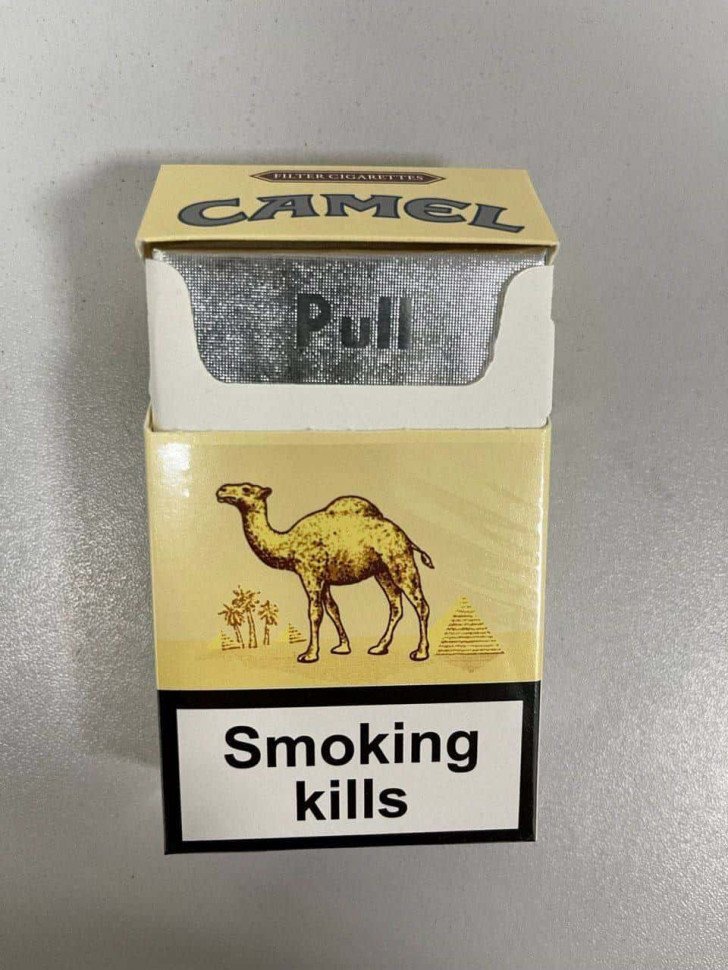 FILTER CIGARETTES
CAMEL
Pull
Smoking
kills